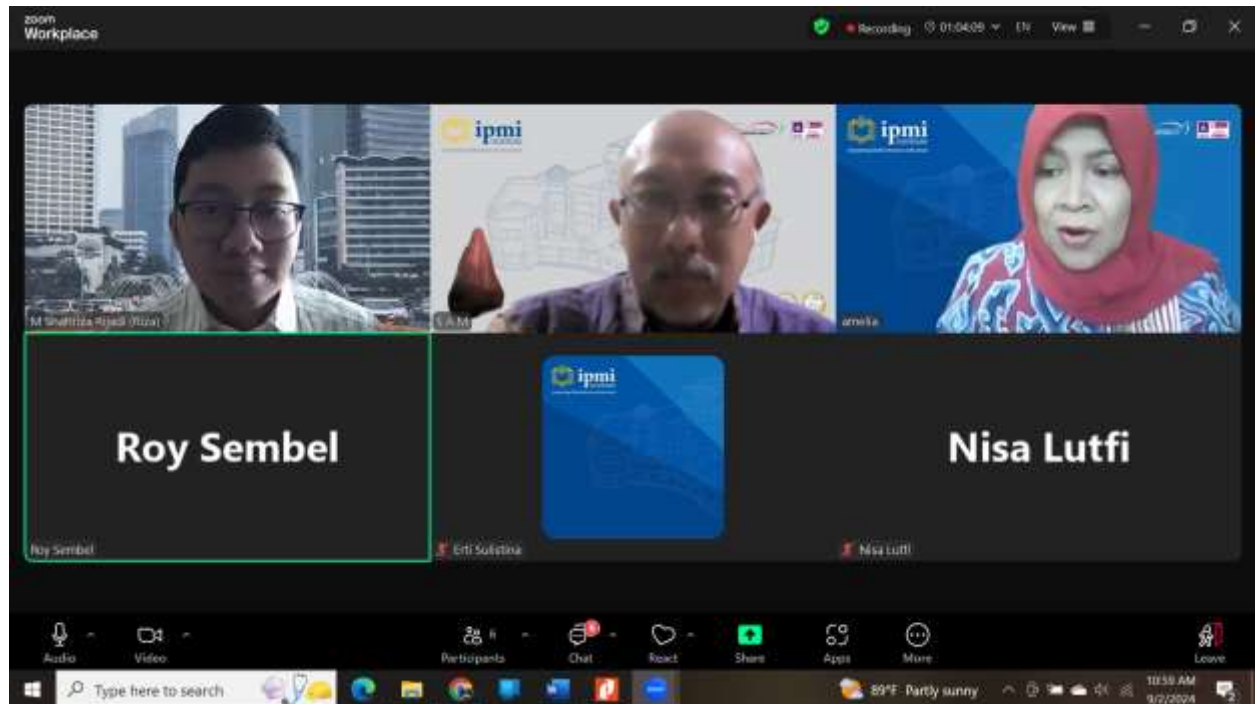 zoom
Workplace
Recording 01:04:09 EN View
ipmi
ipmi
(Riza)
S A M
amelia
Roy Sembel
ipmi
Nisa Lutfi
Roy Sembel
Erti Sulistina
Nisa Lutfi
Audio
Video
Participants
Chat
React
Share
Apps
More
Leave
Type here to search
89°F Partly sunny
10:59 AM
9/2/2024